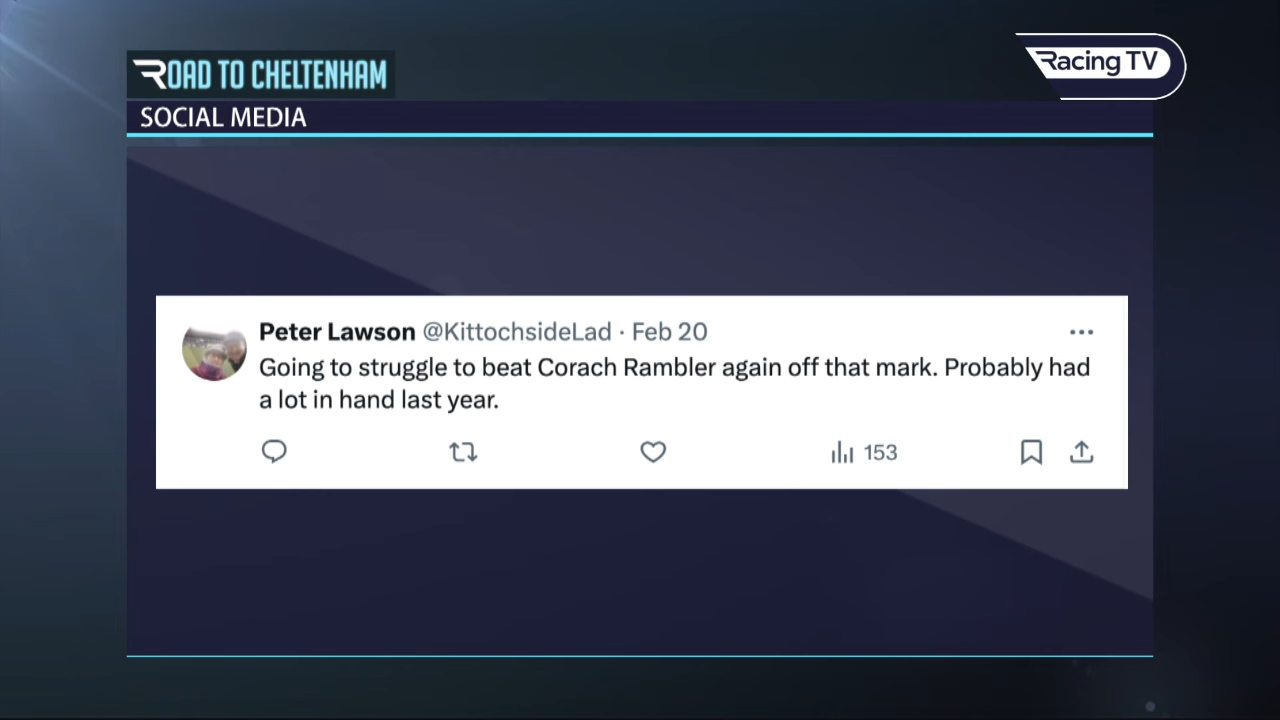 ROAD TO CHELTENHAM
Racing TV
SOCIAL MEDIA
Peter Lawson @KittochsideLad · Feb 20
Going to struggle to beat Corach Rambler again off that mark. Probably had
a lot in hand last year.
153